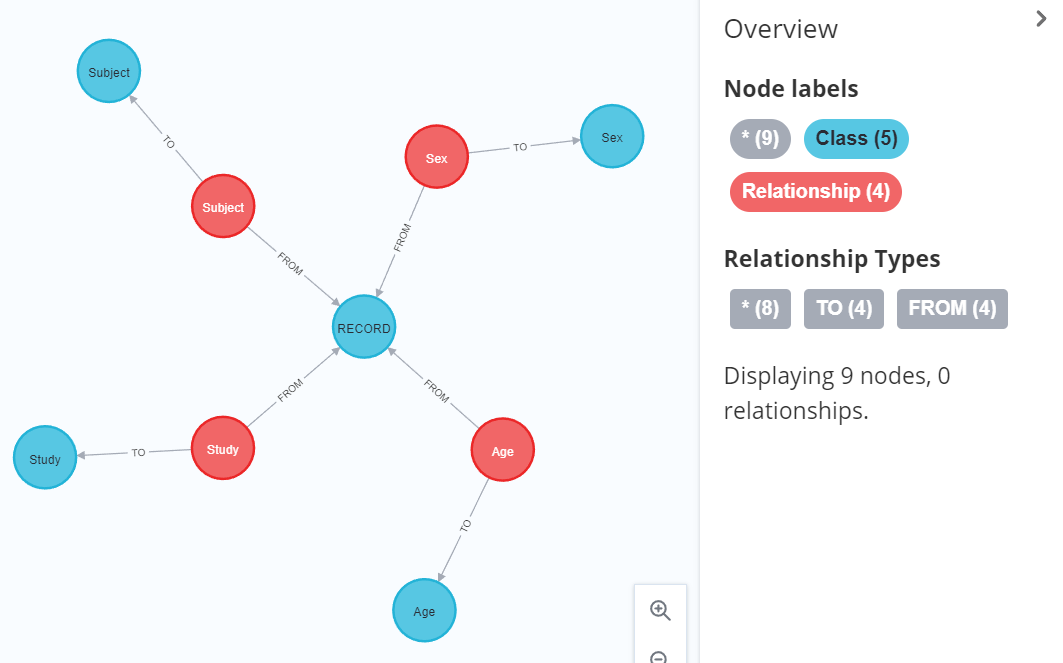 Subject
TO
Subject
FROM
Sex
TO
Sex
FROM
RECORD
FROM
Study
TO
Study
FROM
Age
TO
Age
Overview
Node labels
* (9) Class (5)
Relationship (4)
Relationship Types
* (8) TO (4) FROM (4)
Displaying 9 nodes, 0
relationships.